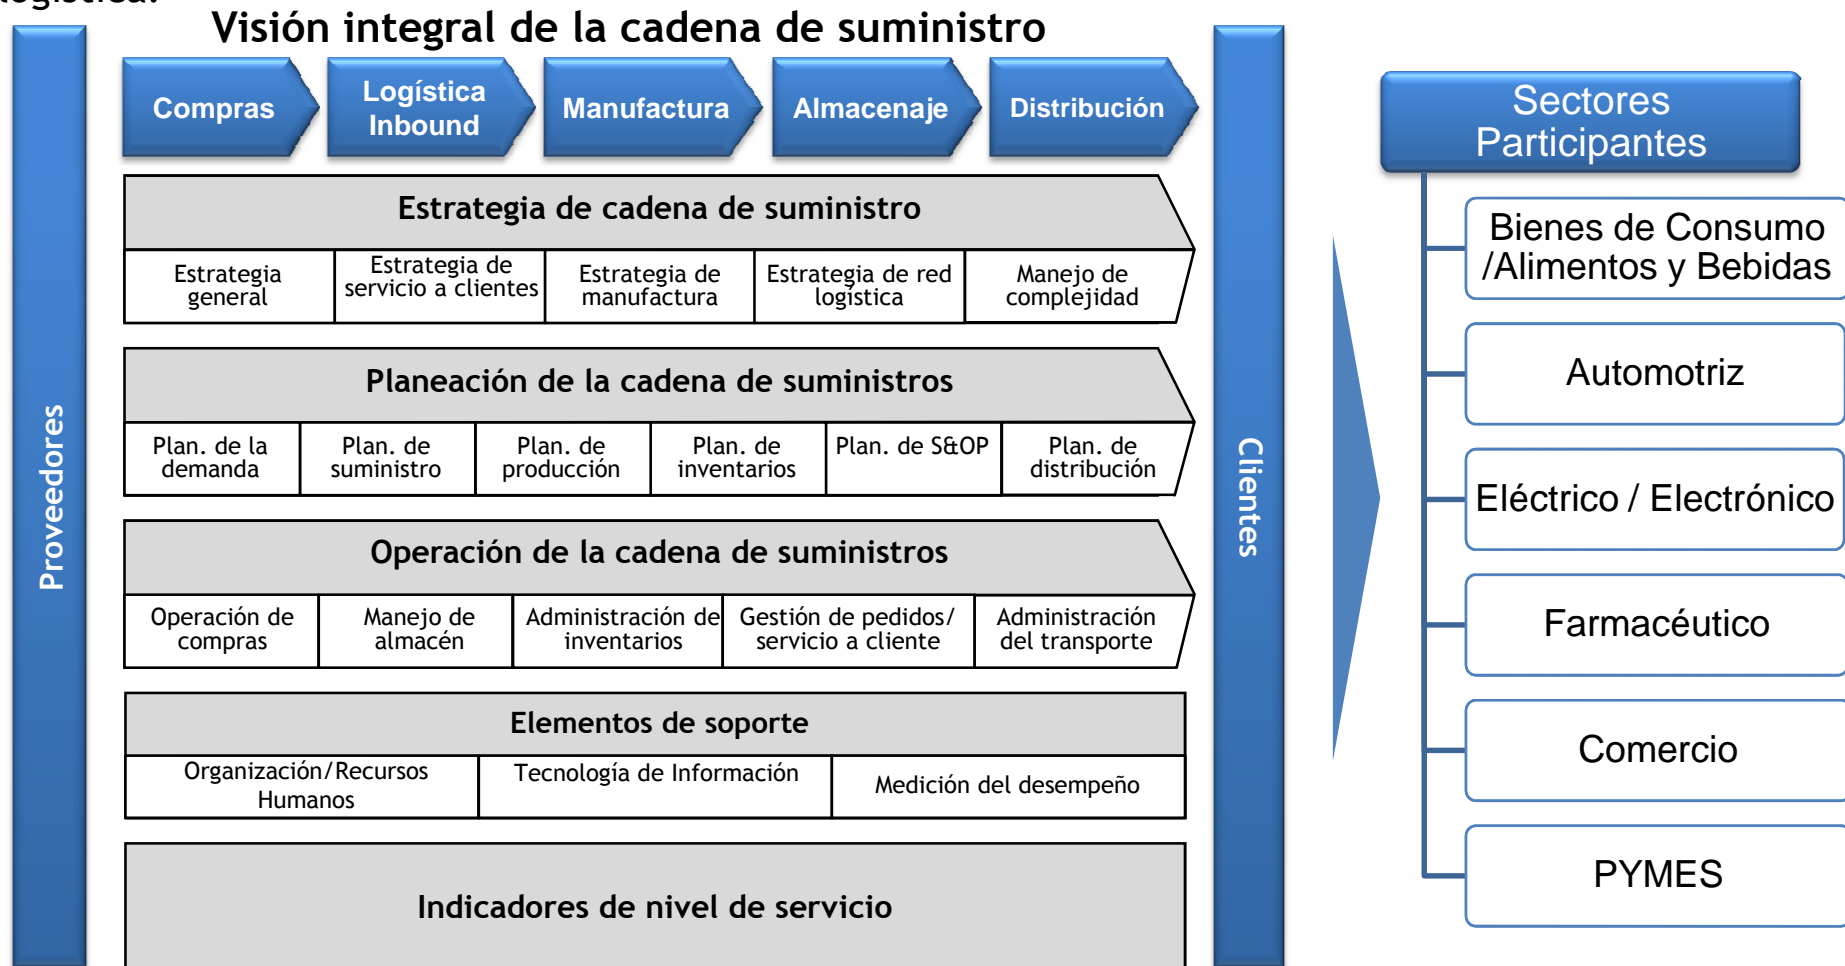 logística.
Visión integral de la cadena de suministro
Proveedores
Compras
Logística
Inbound
Manufactura
Almacenaje
Distribución
Estrategia de cadena de suministro
Estrategia
general
Estrategia de
servicio a clientes
Estrategia de
manufactura
Estrategia de red
logística
Manejo de
complejidad
Planeación de la cadena de suministros
Plan. de la
demanda
Plan. de
suministro
Plan. de
producción
Plan. de
inventarios
Plan. de S&OP
Plan. de
distribución
Operación de la cadena de suministros
Operación de
compras
Manejo de
almacén
Administración de
inventarios
Gestión de pedidos/
servicio a cliente
Administración
del transporte
Elementos de soporte
Organización/Recursos
Humanos
Tecnología de Información
Medición del desempeño
Indicadores de nivel de servicio
Clientes
Sectores
Participantes
Bienes de Consumo
/Alimentos y Bebidas
Automotriz
Eléctrico / Electrónico
Farmacéutico
Comercio
PYMES